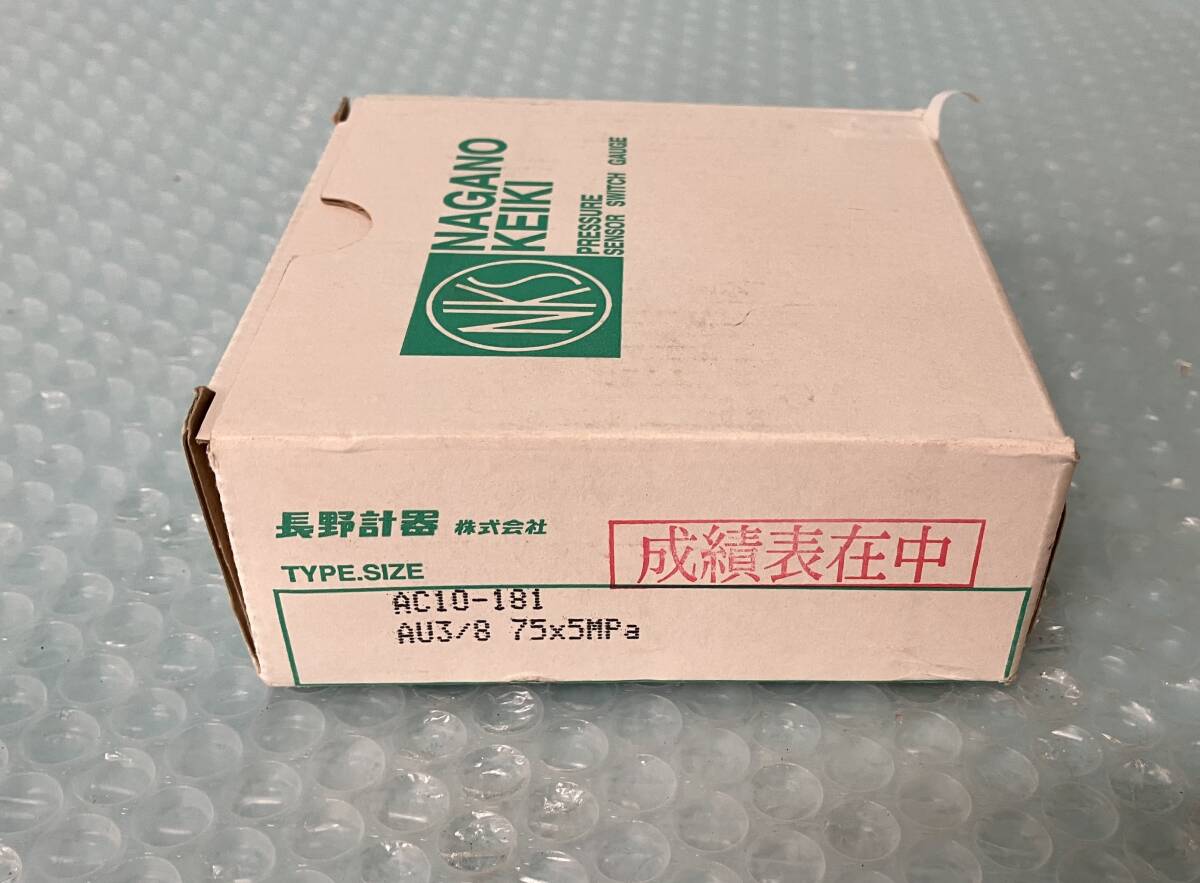 NAGANO
KEIKI
PRESSURE
SENSOR SWITCH GAUGE
NKS
長野計器 株式会社
成績表在中
TYPE.SIZE
AC10-181
AU3/8 75x5MPa